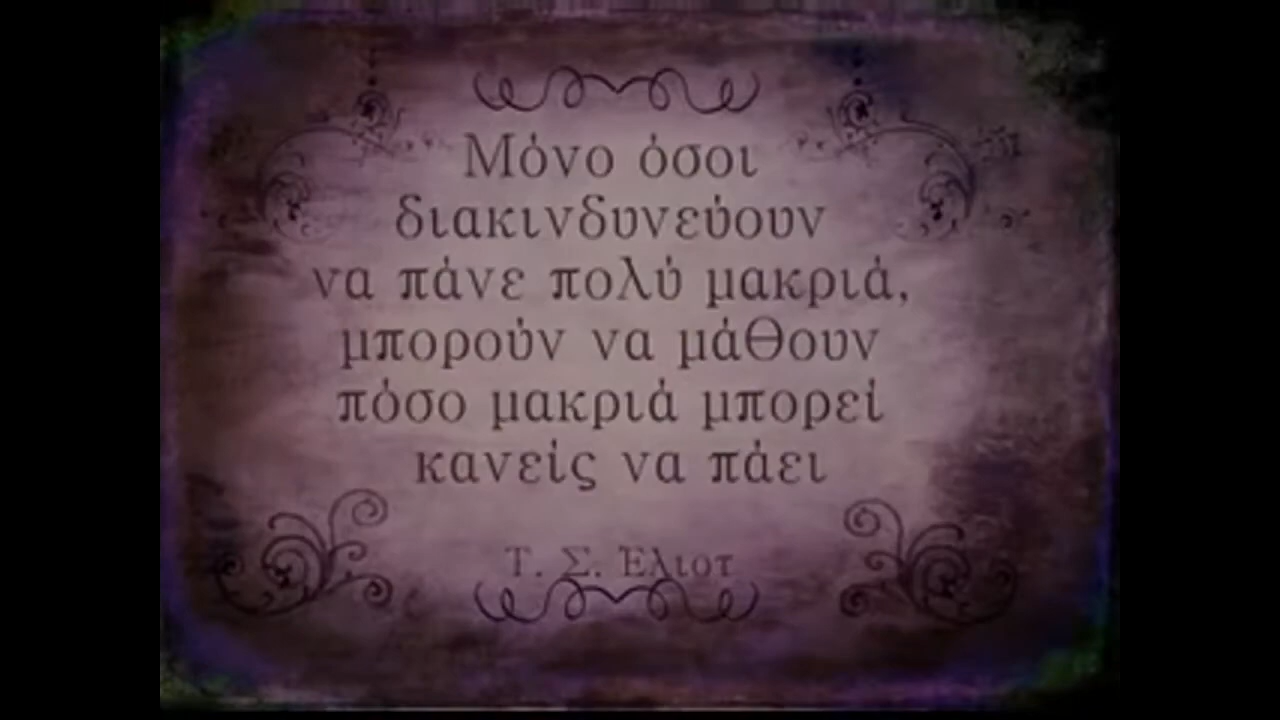 Μόνο όσοι
διακινδυνεύουν
να πάνε πολύ μακριά,
μπορούν να μάθουν
πόσο μακριά μπορεί
κανείς να πάει
Τ. Σ. Έλιοτ